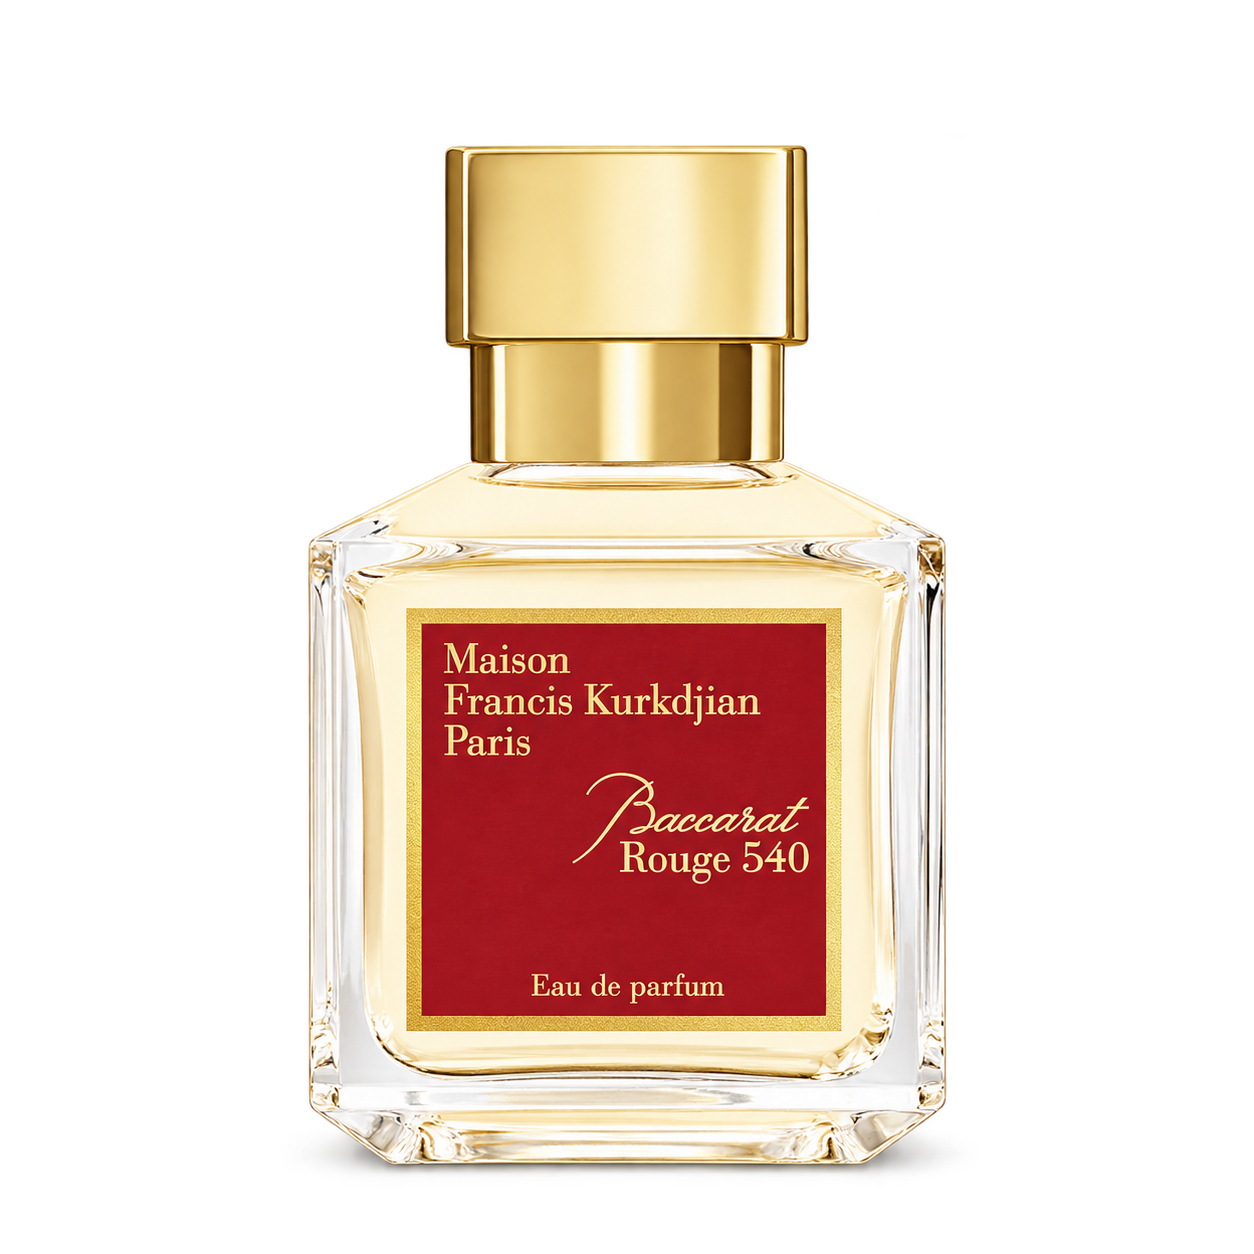 Maison
Francis Kurkdjian
Paris
Baccarat
Rouge 540
Eau de parfum